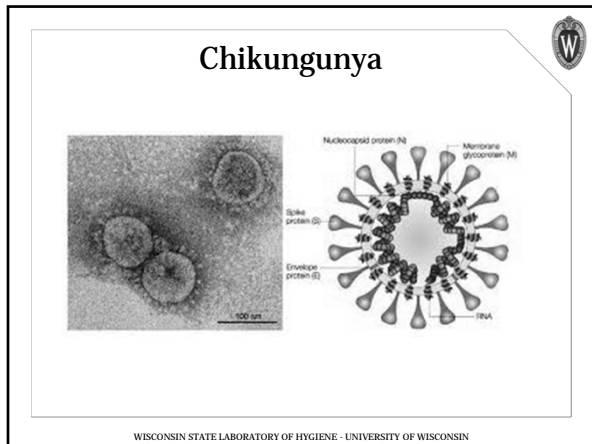 Chikungunya
Nucleocapsid protein (N)
Membrane
glycoprotein (M)
Spike
protein (S)
Envelope
protein (E)
RNA
100 nm
W
WISCONSIN STATE LABORATORY OF HYGIENE - UNIVERSITY OF WISCONSIN